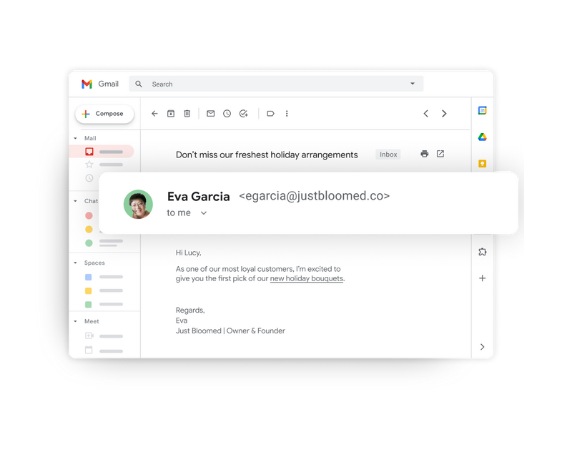 Gmail
Search
Compose
Mail
Don't miss our freshest holiday arrangements Inbox
Eva Garcia <egarcia@justbloomed.co>
to me
Chat
Hi Lucy,
As one of our most loyal customers, I'm excited to
give you the first pick of our new holiday bouquets.
Spaces
Regards,
Eva
Just Bloomed | Owner & Founder
Meet